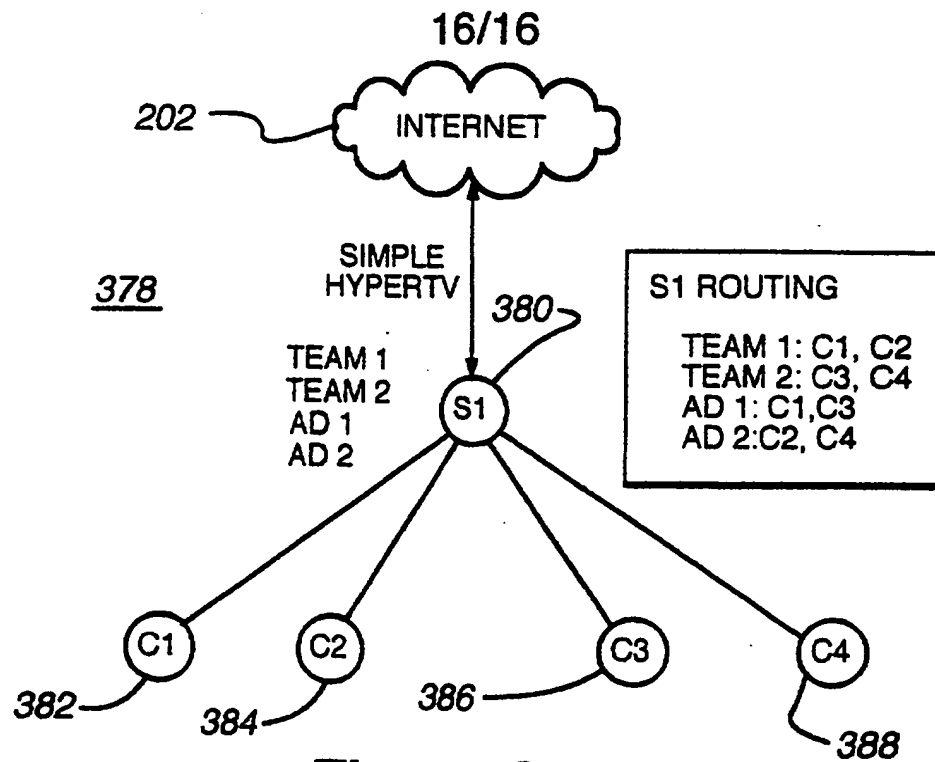 16/16
INTERNET
202
SIMPLE
HYPERTV
378
380
TEAM 1
TEAM 2
AD 1
AD 2
S1
S1 ROUTING
TEAM 1: C1, C2
TEAM 2: C3, C4
AD 1: C1,C3
AD 2:C2, C4
C1
C2
C3
C4
382
384
386
388